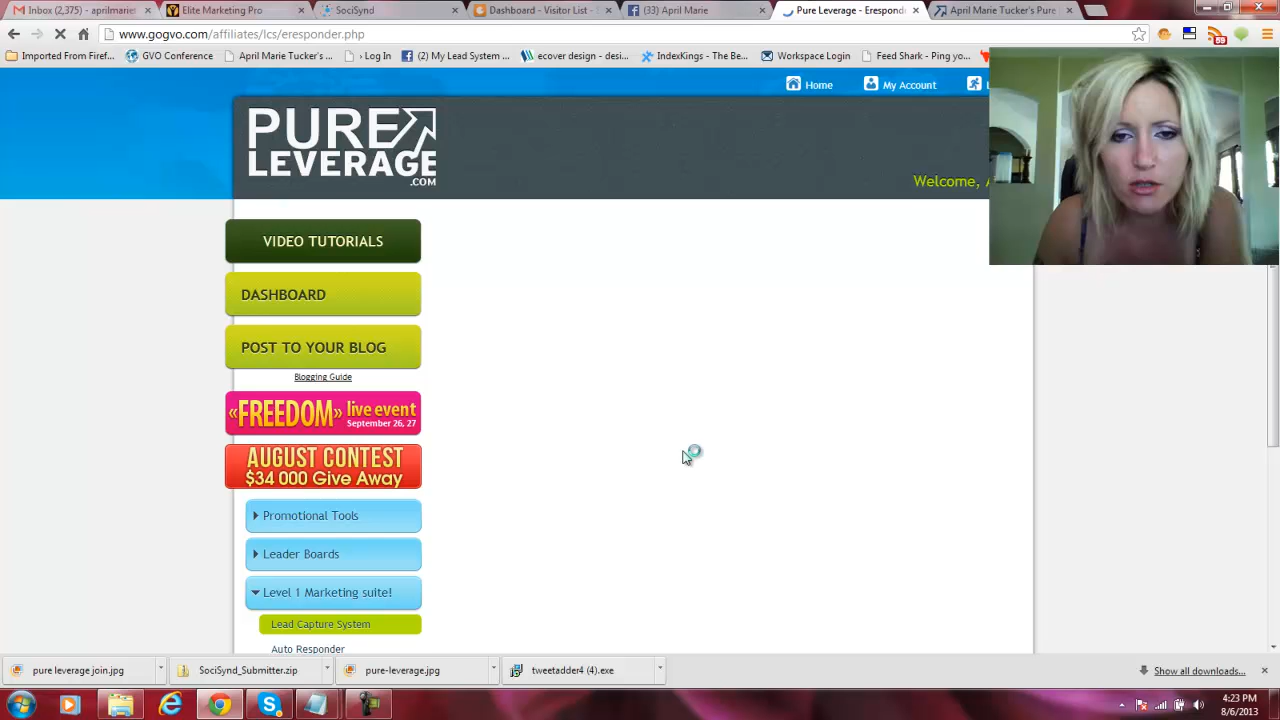 Inbox (2,375) - aprilmariet
Elite Marketing Pro
SociSynd
Dashboard - Visitor List -
(33) April Marie
Pure Leverage - Erespond
April Marie Tucker's Pure
www.gogvo.com/affiliates/lcs/eresponder.php
89
Imported From Firef...
GVO Conference
April Marie Tucker's...
› Log In
(2) My Lead System ...
ecover design - desi...
IndexKings - The Be...
Workspace Login
Feed Shark - Ping yo...
Home
My Account
PURE
LEVERAGE
.COM
Welcome,
VIDEO TUTORIALS
DASHBOARD
POST TO YOUR BLOG
Blogging Guide
«FREEDOM» live event
September 26, 27
AUGUST CONTEST
$34 000 Give Away
Promotional Tools
Leader Boards
Level 1 Marketing suite!
Lead Capture System
Auto Responder
pure leverage join.jpg
SociSynd_Submitter.zip
pure-leverage.jpg
tweetadder4 (4).exe
Show all downloads...
4:23 PM
8/6/2013